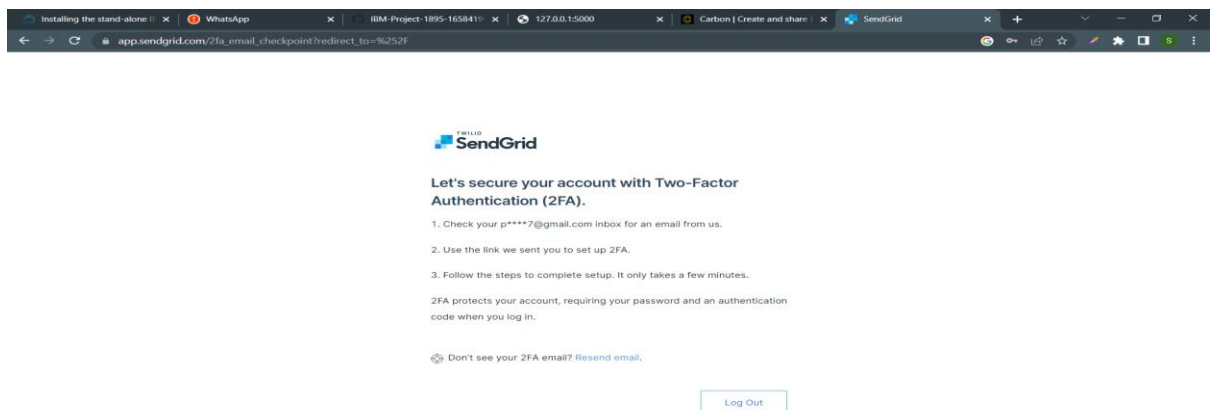 Installing the stand-alone I WhatsApp IBM-Project-1895-1658419 127.0.0.1:5000 Carbon | Create and share SendGrid
app.sendgrid.com/2fa_email_checkpoint?redirect_to=%252F S
TWILIO
SendGrid
Let's secure your account with Two-Factor
Authentication (2FA).
1. Check your p****7@gmail.com inbox for an email from us.
2. Use the link we sent you to set up 2FA.
3. Follow the steps to complete setup. It only takes a few minutes.
2FA protects your account, requiring your password and an authentication
code when you log in.
Don't see your 2FA email? Resend email.
Log Out